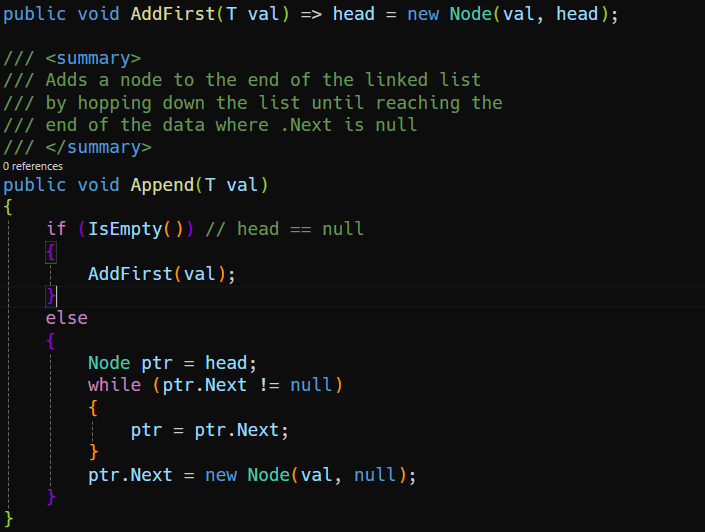 public void AddFirst(T val) => head = new Node(val, head);
/// <summary>
/// Adds a node to the end of the linked list
/// by hopping down the list until reaching the
/// end of the data where .Next is null
/// </summary>
0 references
public void Append(T val)
{
if (IsEmpty()) // head == null
{
AddFirst(val);
}
else
{
Node ptr = head;
while (ptr.Next != null)
{
ptr = ptr.Next;
}
ptr.Next = new Node(val, null);
}
}